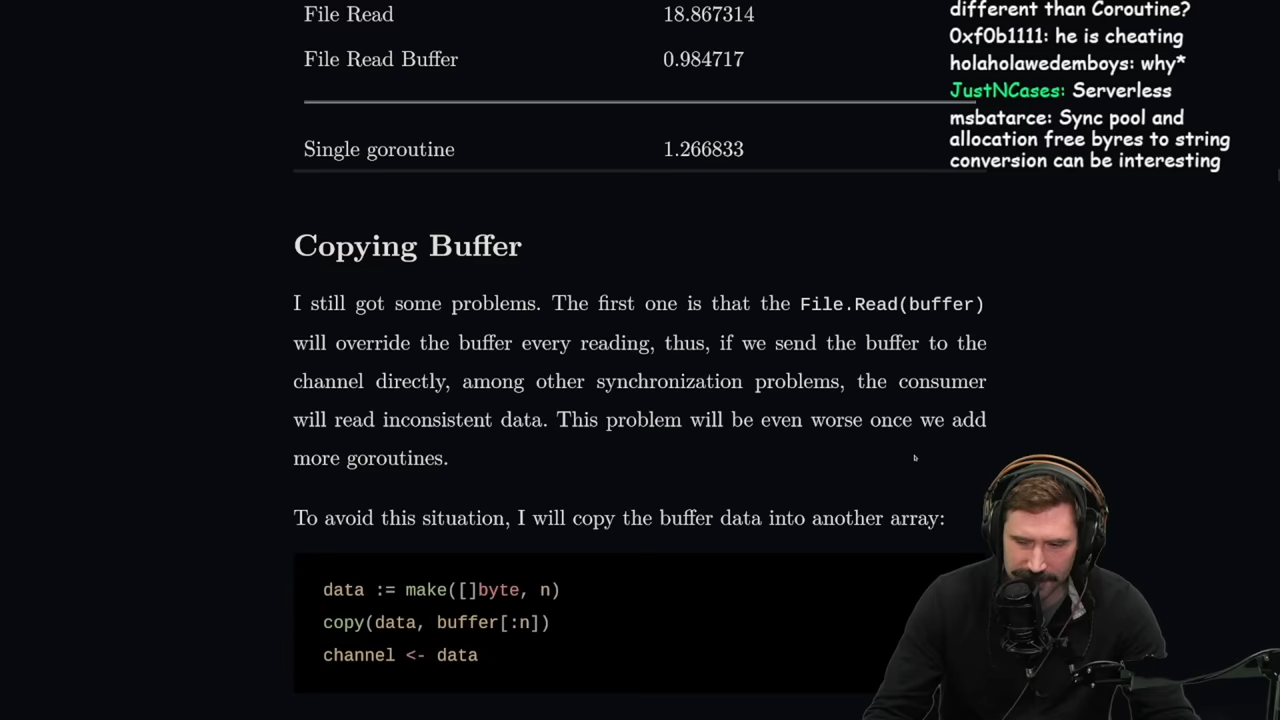 File Read 18.867314
File Read Buffer 0.984717
Single goroutine 1.266833
Copying Buffer
I still got some problems. The first one is that the File.Read(buffer)
will override the buffer every reading, thus, if we send the buffer to the
channel directly, among other synchronization problems, the consumer
will read inconsistent data. This problem will be even worse once we add
more goroutines.
To avoid this situation, I will copy the buffer data into another array:
data := make([]byte, n)
copy(data, buffer[:n])
channel <- data
different than Coroutine?
0xf0b1111: he is cheating
holaholawedemboys: why*
JustNCases: Serverless
msbatarce: Sync pool and
allocation free byres to string
conversion can be interesting